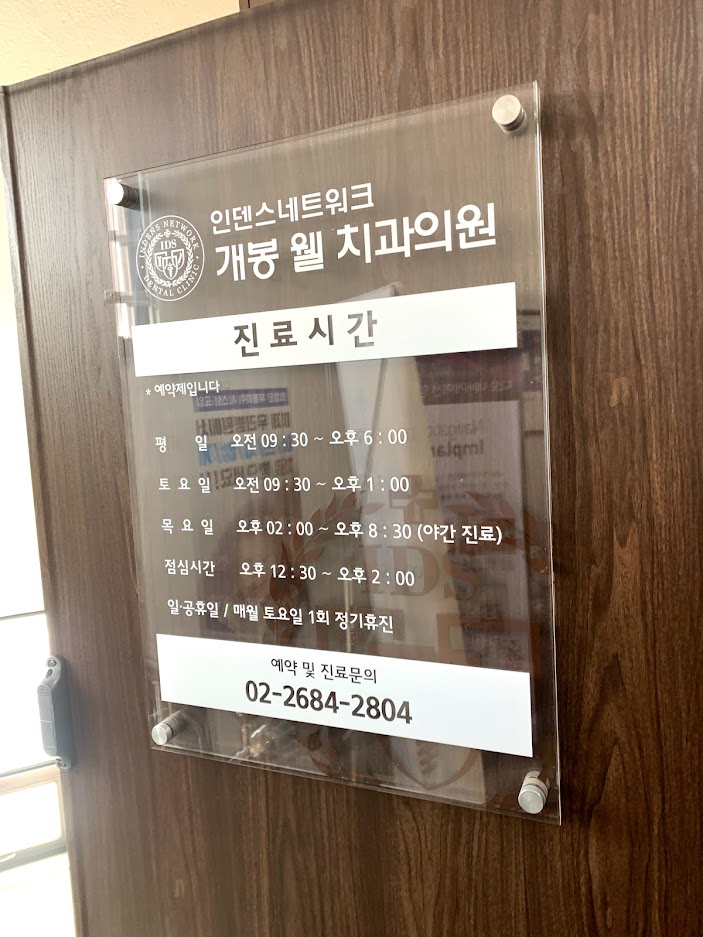 인덴스네트워크
개봉 웰 치과의원
INDENS NETWORK
IDS
DENTAL CLINIC
진료시간
* 예약제입니다
평 일 오전 09 : 30 ~ 오후 6 : 00
토 요 일 오전 09 : 30 ~ 오후 1 : 00
목 요 일 오후 02 : 00 ~ 오후 8 : 30 (야간 진료)
점심시간 오후 12 : 30 ~ 오후 2 : 00
일·공휴일 / 매월 토요일 1회 정기휴진
예약 및 진료문의
02-2684-2804